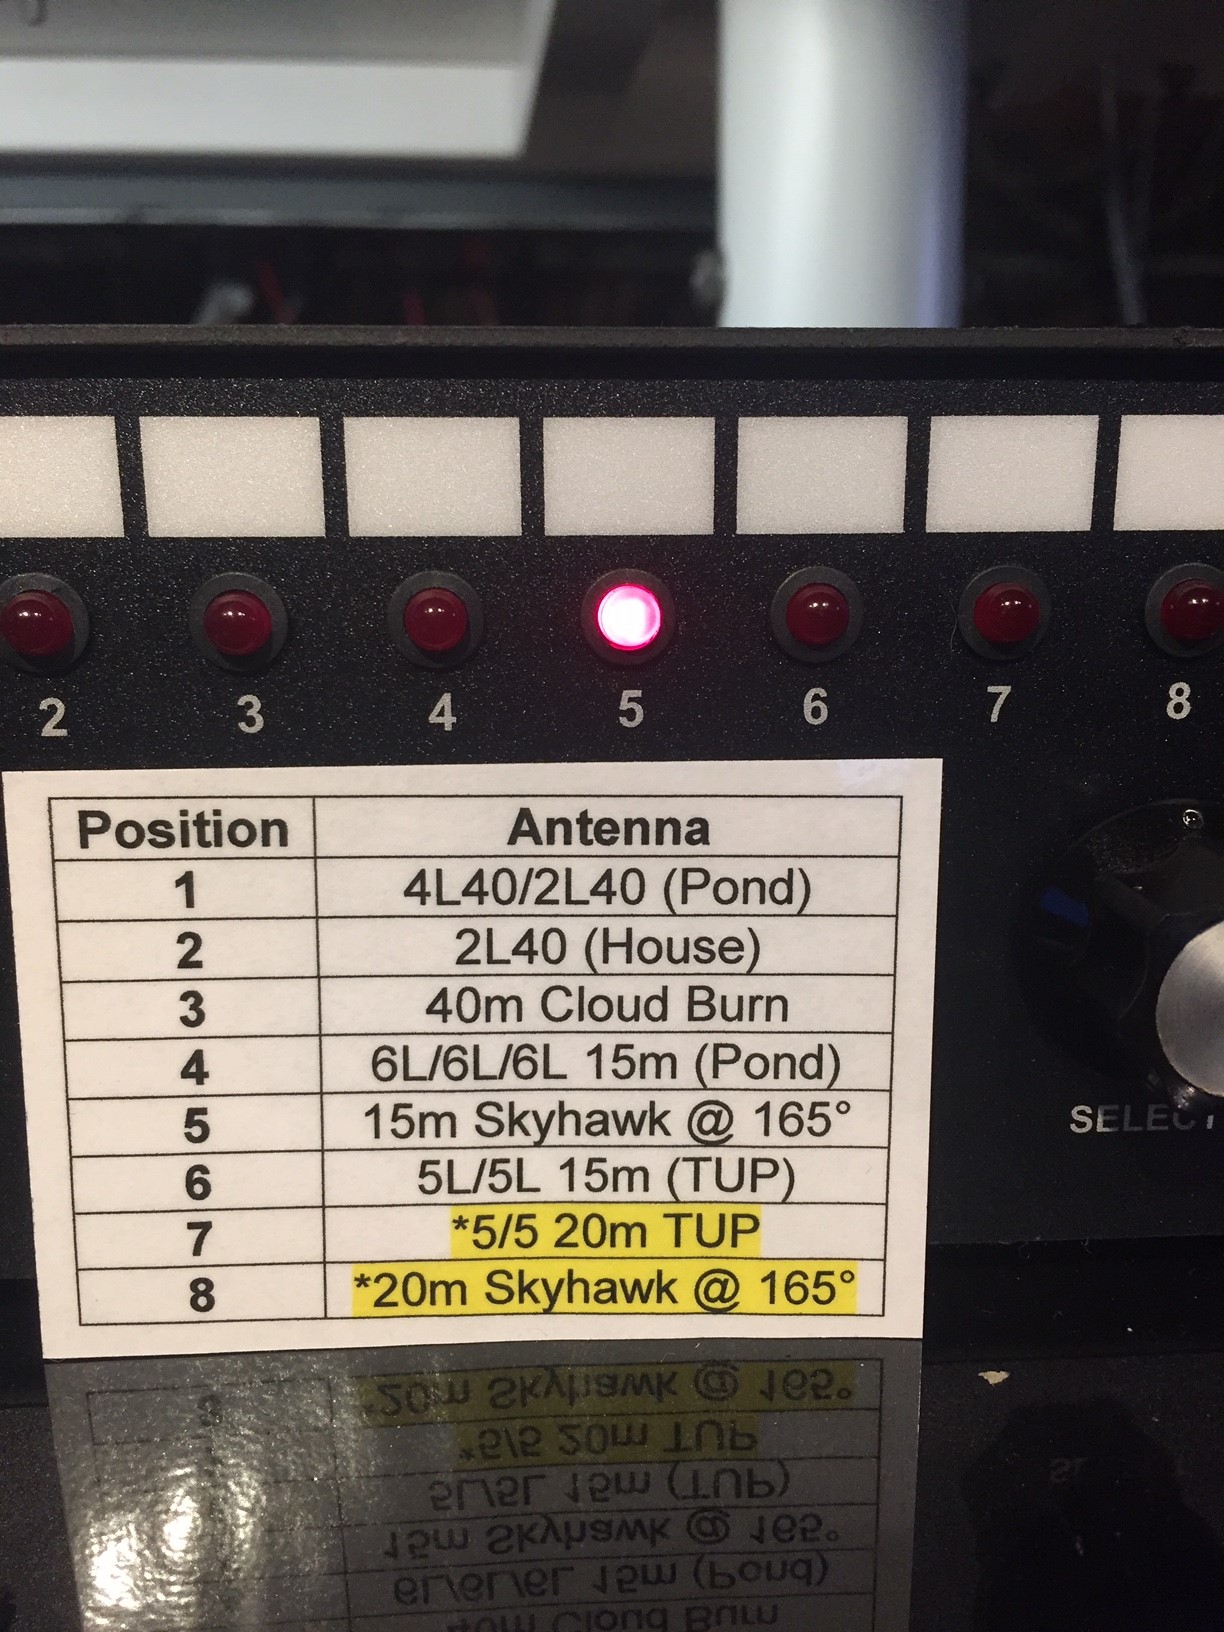 2 3 4 5 6 7 8
Position Antenna
1 4L40/2L40 (Pond)
2 2L40 (House)
3 40m Cloud Burn
4 6L/6L/6L 15m (Pond)
5 15m Skyhawk @ 165°
6 5L/5L 15m (TUP)
7 *5/5 20m TUP
8 *20m Skyhawk @ 165°
SELECT